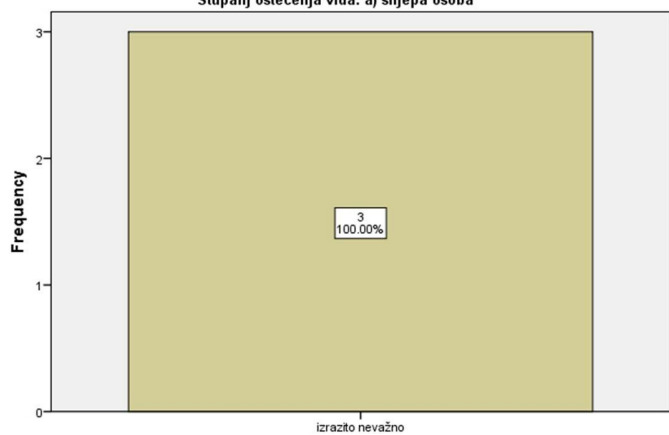 Stupanj oštećenja vida: a) slijepa osoba
3
2
1
0
Frequency
3
100.00%
izrazito nevažno